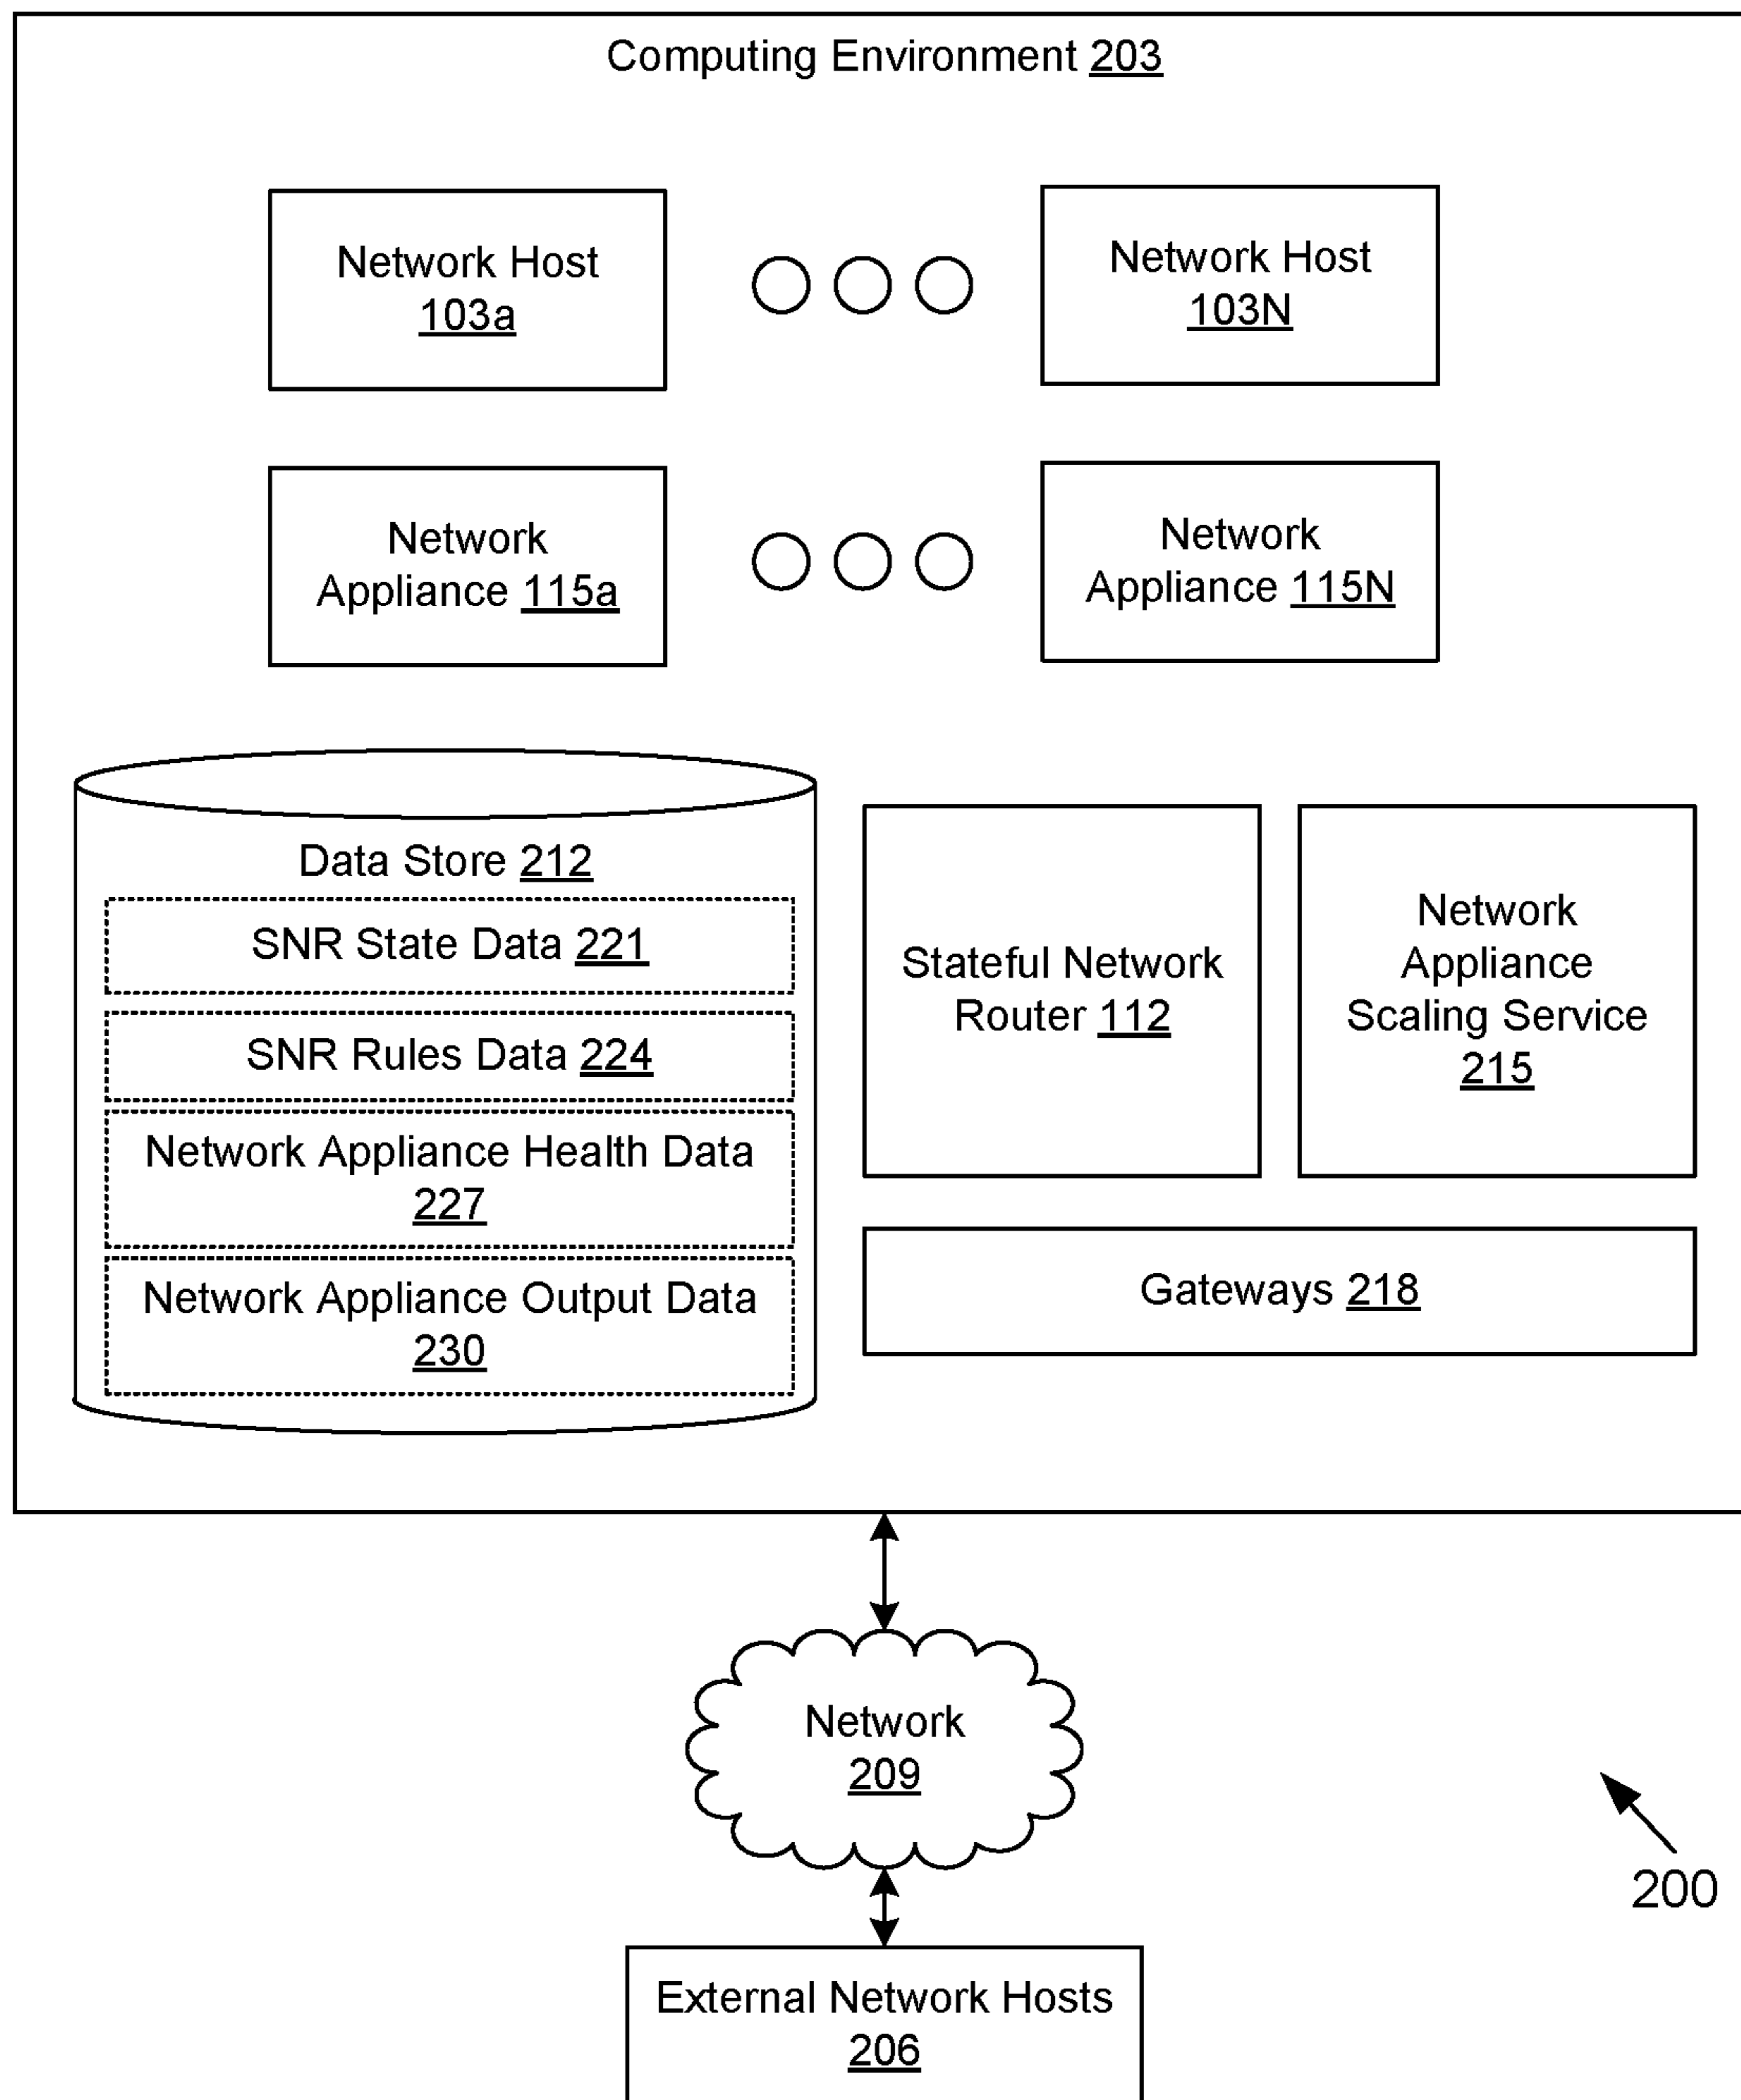 Computing Environment 203
Network Host
103a
Network Host
103N
Network
Appliance 115a
Network
Appliance 115N
Data Store 212
SNR State Data 221
SNR Rules Data 224
Network Appliance Health Data
227
Network Appliance Output Data
230
Stateful Network
Router 112
Network
Appliance
Scaling Service
215
Gateways 218
Network
209
200
External Network Hosts
206